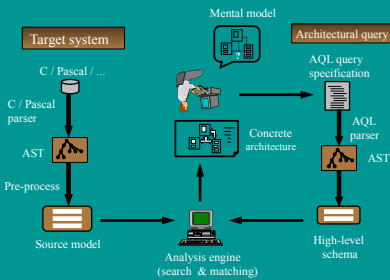 Mental model
Target system
Architectural query
C / Pascal / ...
AQL query
specification
C / Pascal
parser
AQL
parser
Concrete
architecture
AST
AST
Pre-process
Source model
High-level
schema
Analysis engine
(search & matching)